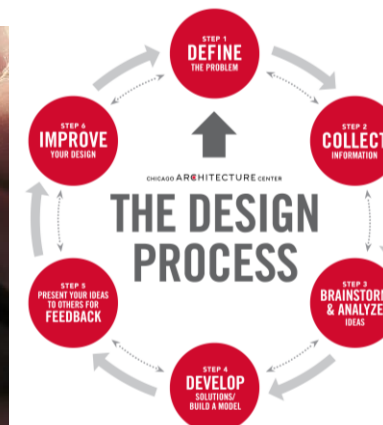 STEP 1
DEFINE
THE PROBLEM
STEP 2
COLLECT
INFORMATION
STEP 3
BRAINSTORM
& ANALYZE
IDEAS
STEP 4
DEVELOP
SOLUTIONS/
BUILD A MODEL
STEP 5
PRESENT YOUR IDEAS
TO OTHERS FOR
FEEDBACK
STEP 6
IMPROVE
YOUR DESIGN
CHICAGO ARCHITECTURE CENTER
THE DESIGN
PROCESS